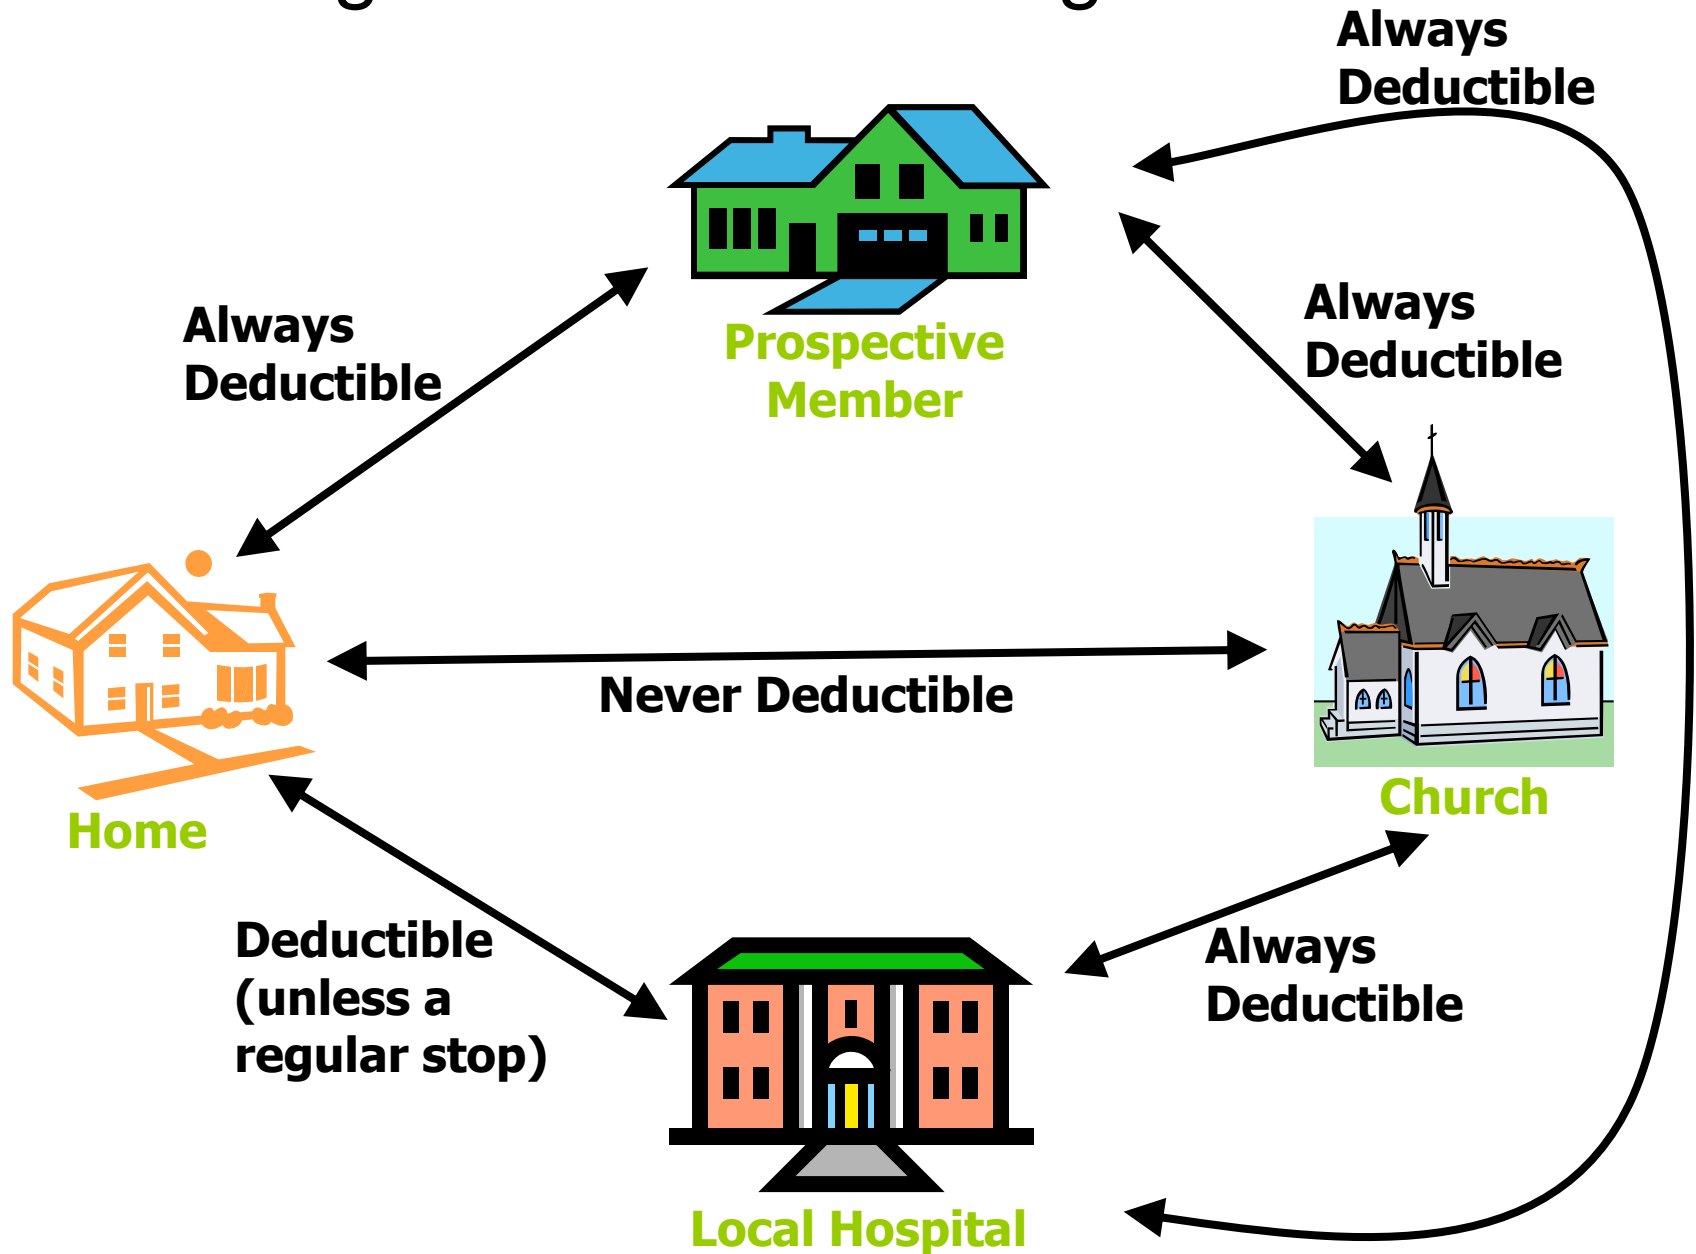 Always
Deductible
Always
Deductible
Prospective
Member
Always
Deductible
Never Deductible
Home
Church
Deductible
(unless a
regular stop)
Always
Deductible
Local Hospital